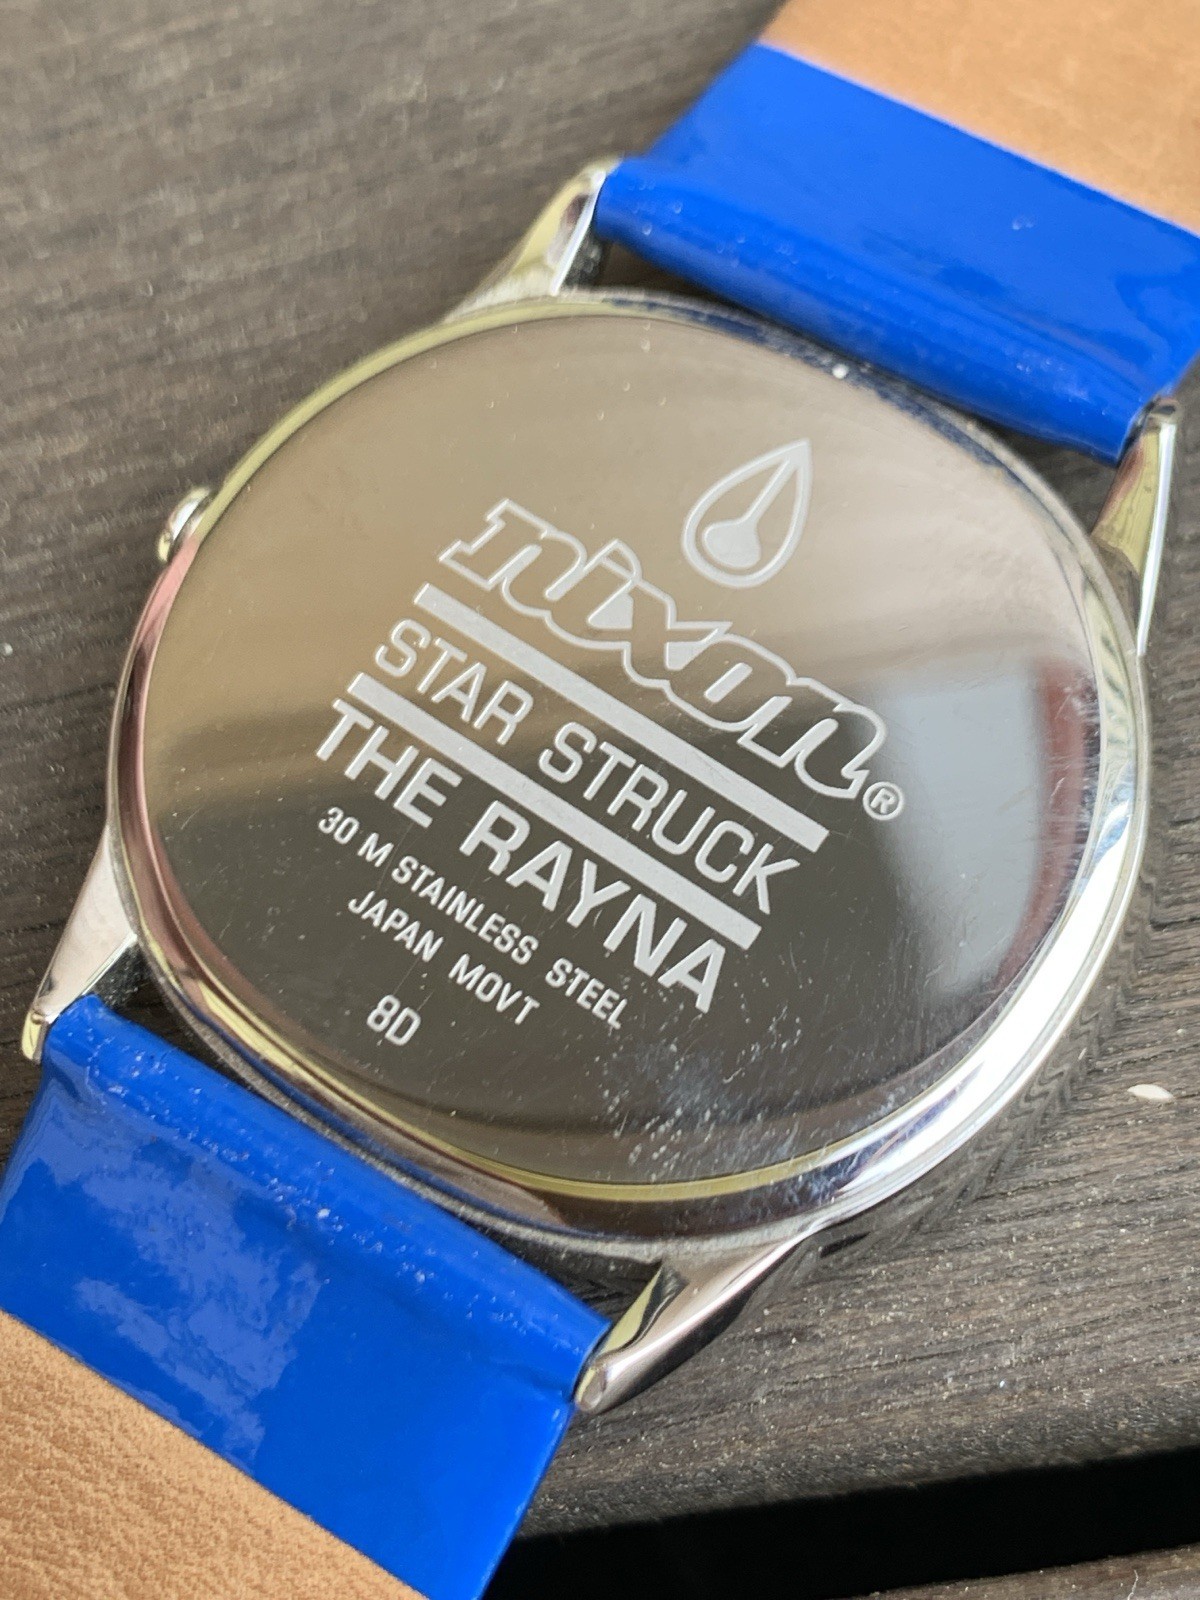 nixon®
STAR STRUCK
THE RAYNA
30 M STAINLESS STEEL
JAPAN MOVT
8D